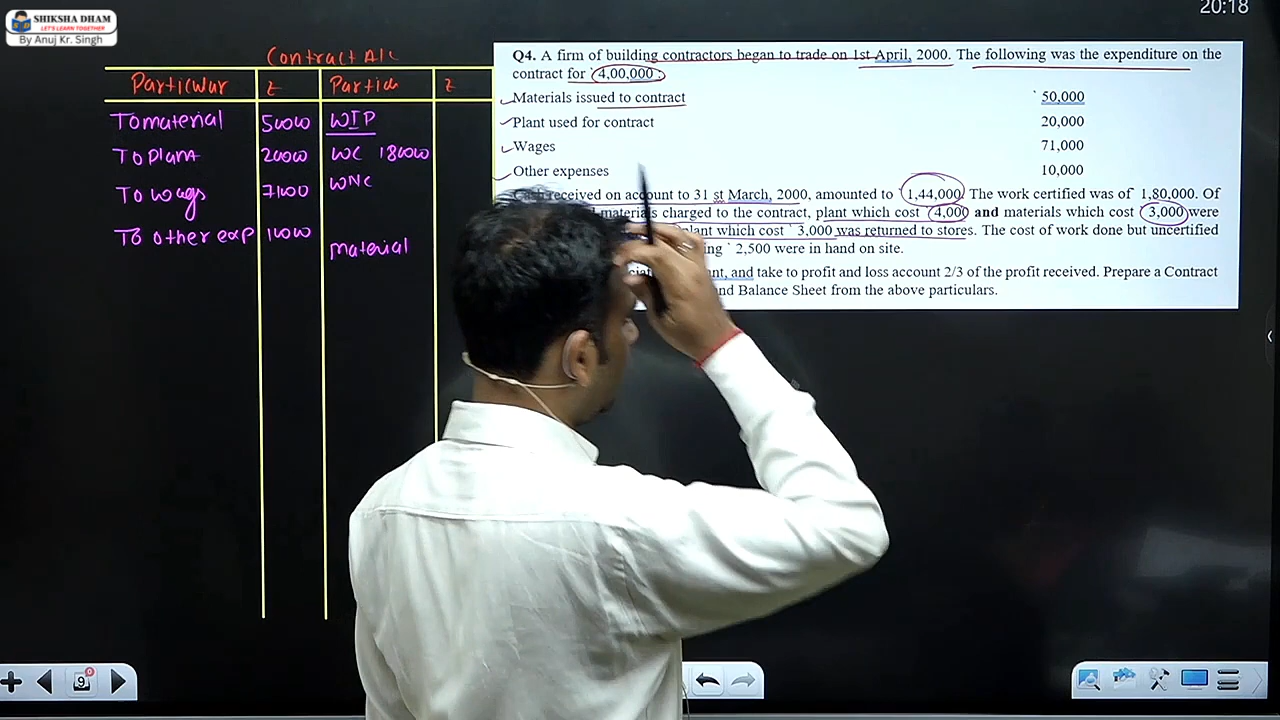 20:18
SHIKSHA DHAM
LET'S LEARN TOGETHER
By Anuj Kr. Singh
Contract A/c
Particular ₹ Particu ₹
To material 50000 WIP
To plant 20000 WC 180000
To wags 71000 WNC
To other exp 10000
material
Q4. A firm of building contractors began to trade on 1st April, 2000. The following was the expenditure on the
contract for ` 4,00,000 :
Materials issued to contract ` 50,000
Plant used for contract 20,000
Wages 71,000
Other expenses 10,000
received on account to 31 st March, 2000, amounted to ` 1,44,000. The work certified was of 1,80,000. Of
materials charged to the contract, plant which cost ` 4,000 and materials which cost ` 3,000 were
plant which cost ` 3,000 was returned to stores. The cost of work done but uncertified
` 2,500 were in hand on site.
and take to profit and loss account 2/3 of the profit received. Prepare a Contract
and Balance Sheet from the above particulars.
9
0